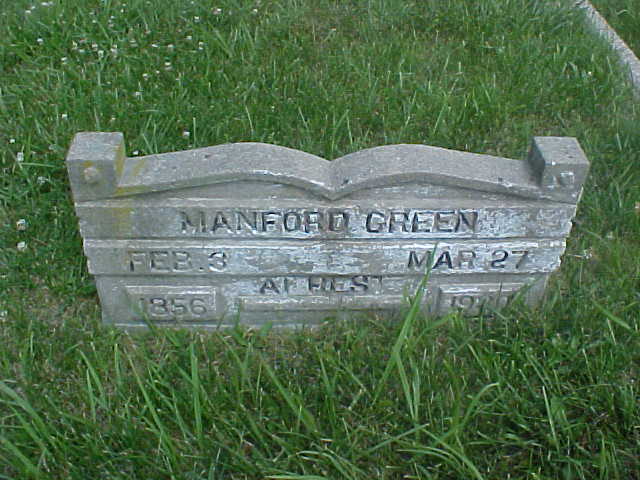 MANFORD GREEN
FEB. 3 MAR 27
AT REST
1856